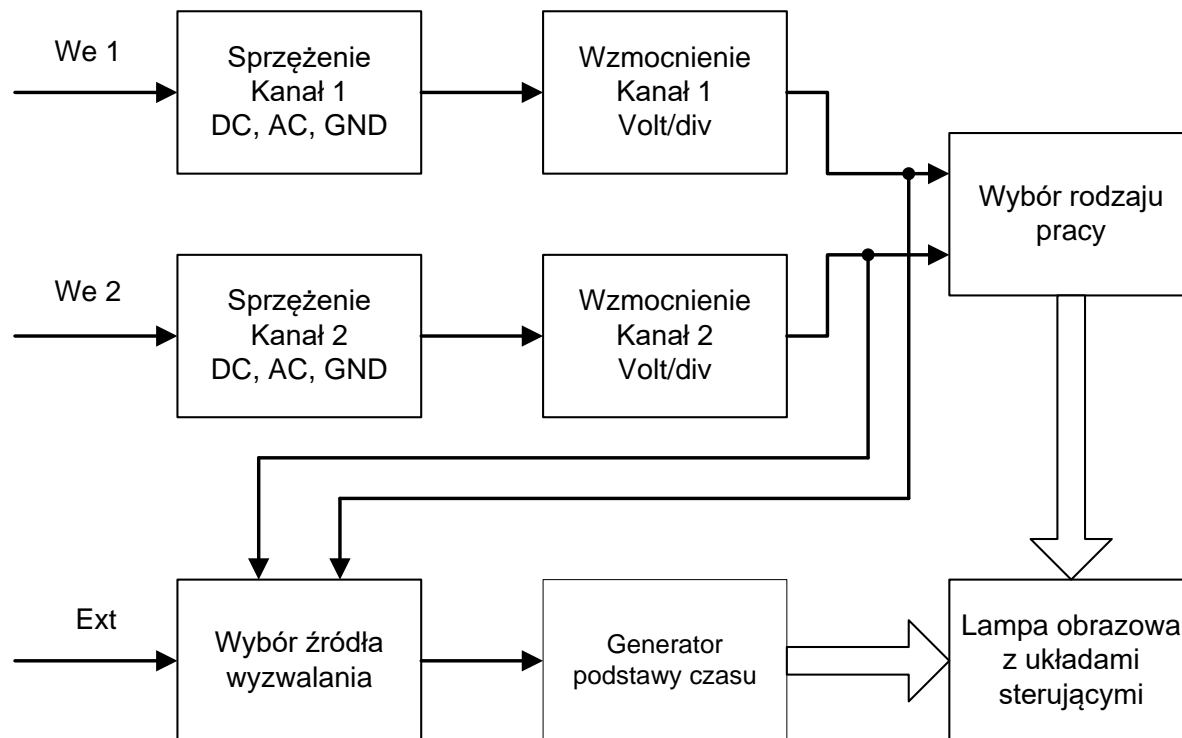 We 1
Sprzężenie
Kanał 1
DC, AC, GND
Wzmocnienie
Kanał 1
Volt/div
Wybór rodzaju
pracy
We 2
Sprzężenie
Kanał 2
DC, AC, GND
Wzmocnienie
Kanał 2
Volt/div
Ext
Wybór źródła
wyzwalania
Generator
podstawy czasu
Lampa obrazowa
z układami
sterującymi